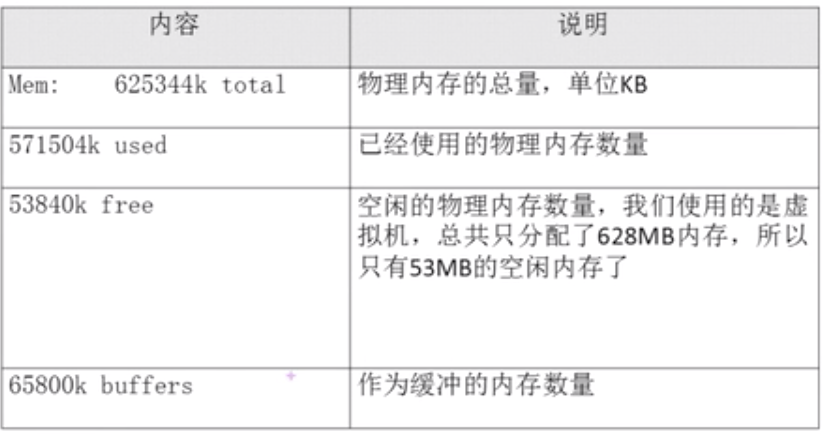 内容 说明
Mem: 625344k total 物理内存的总量，单位KB
571504k used 已经使用的物理内存数量
53840k free 空闲的物理内存数量，我们使用的是虚
拟机，总共只分配了628MB内存，所以
只有53MB的空闲内存了
65800k buffers 作为缓冲的内存数量